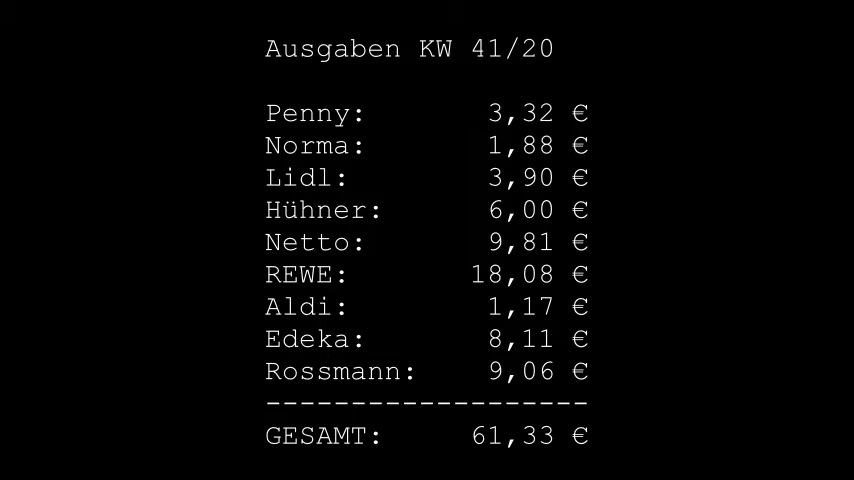 Ausgaben KW 41/20
Penny: 3,32 €
Norma: 1,88 €
Lidl: 3,90 €
Hühner: 6,00 €
Netto: 9,81 €
REWE: 18,08 €
Aldi: 1,17 €
Edeka: 8,11 €
Rossmann: 9,06 €
-------------------
GESAMT: 61,33 €